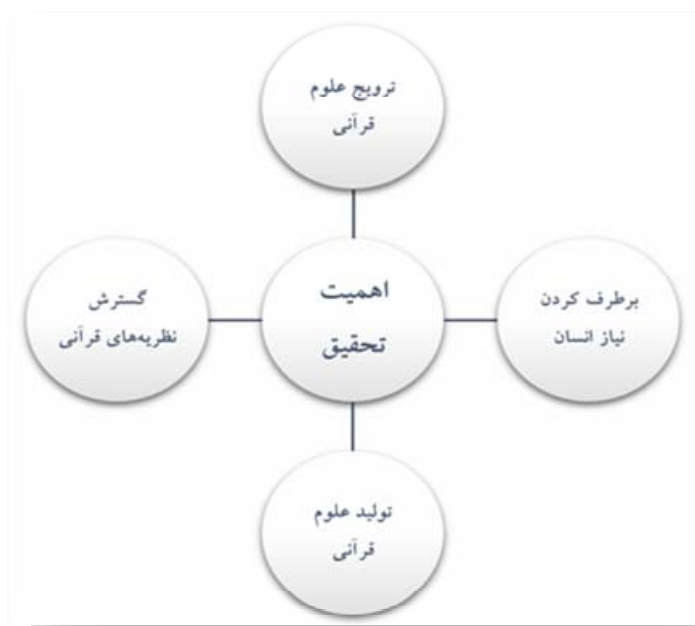 ترویج علوم
قرآنی
برطرف کردن
نیاز انسان
اهمیت
تحقیق
گسترش
نظریه‌های قرآنی
تولید علوم
قرآنی